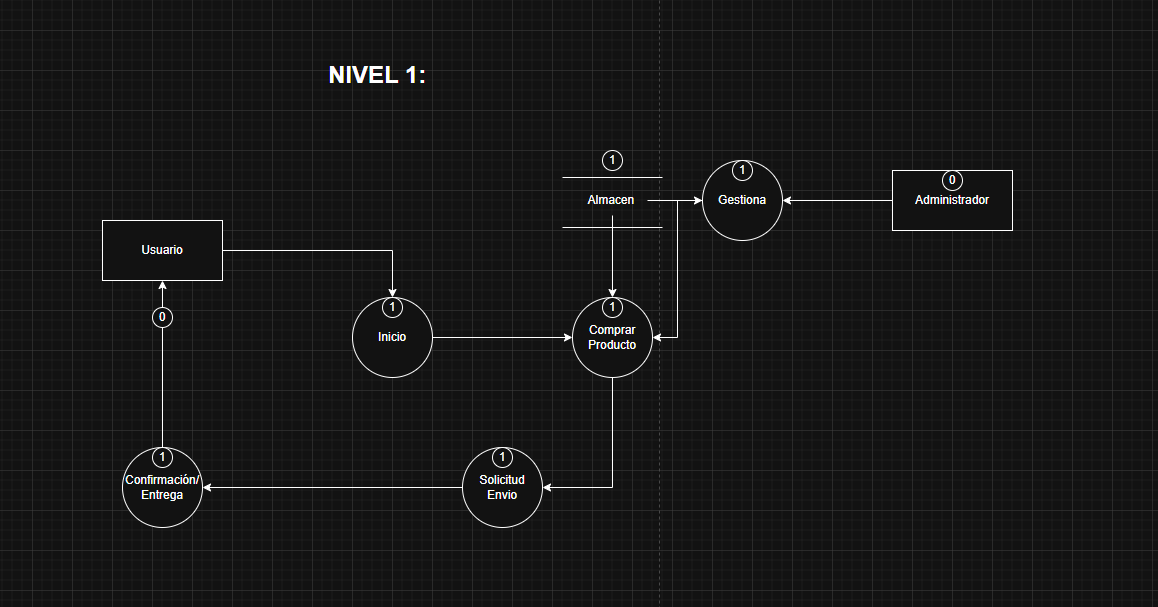 NIVEL 1:
1
Almacen
1
Gestiona
0
Administrador
Usuario
0
1
Inicio
1
Comprar
Producto
1
Confirmación/
Entrega
1
Solicitud
Envio